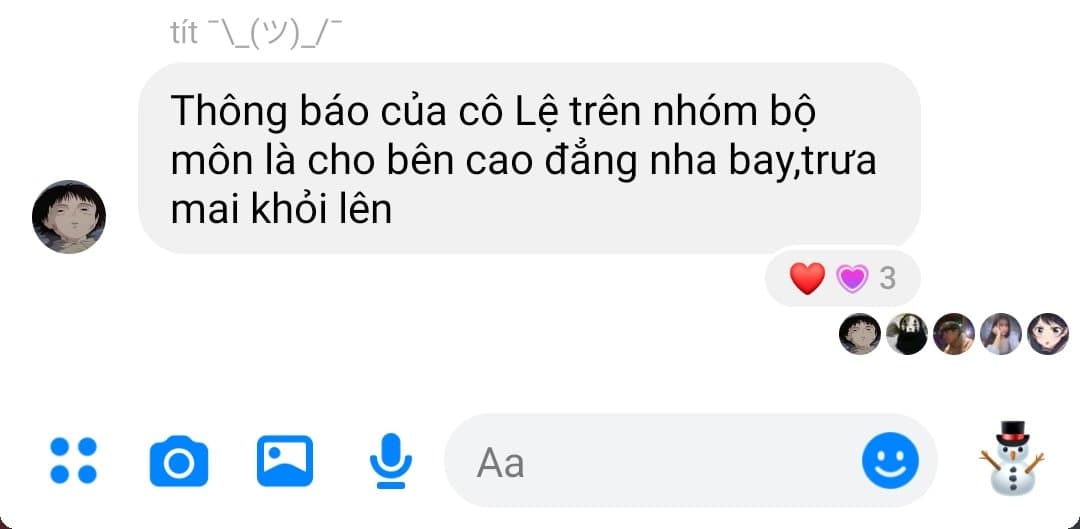 tít ¯\_(ツ)_/¯
Thông báo của cô Lệ trên nhóm bộ
môn là cho bên cao đẳng nha bay,trưa
mai khỏi lên
3
Aa